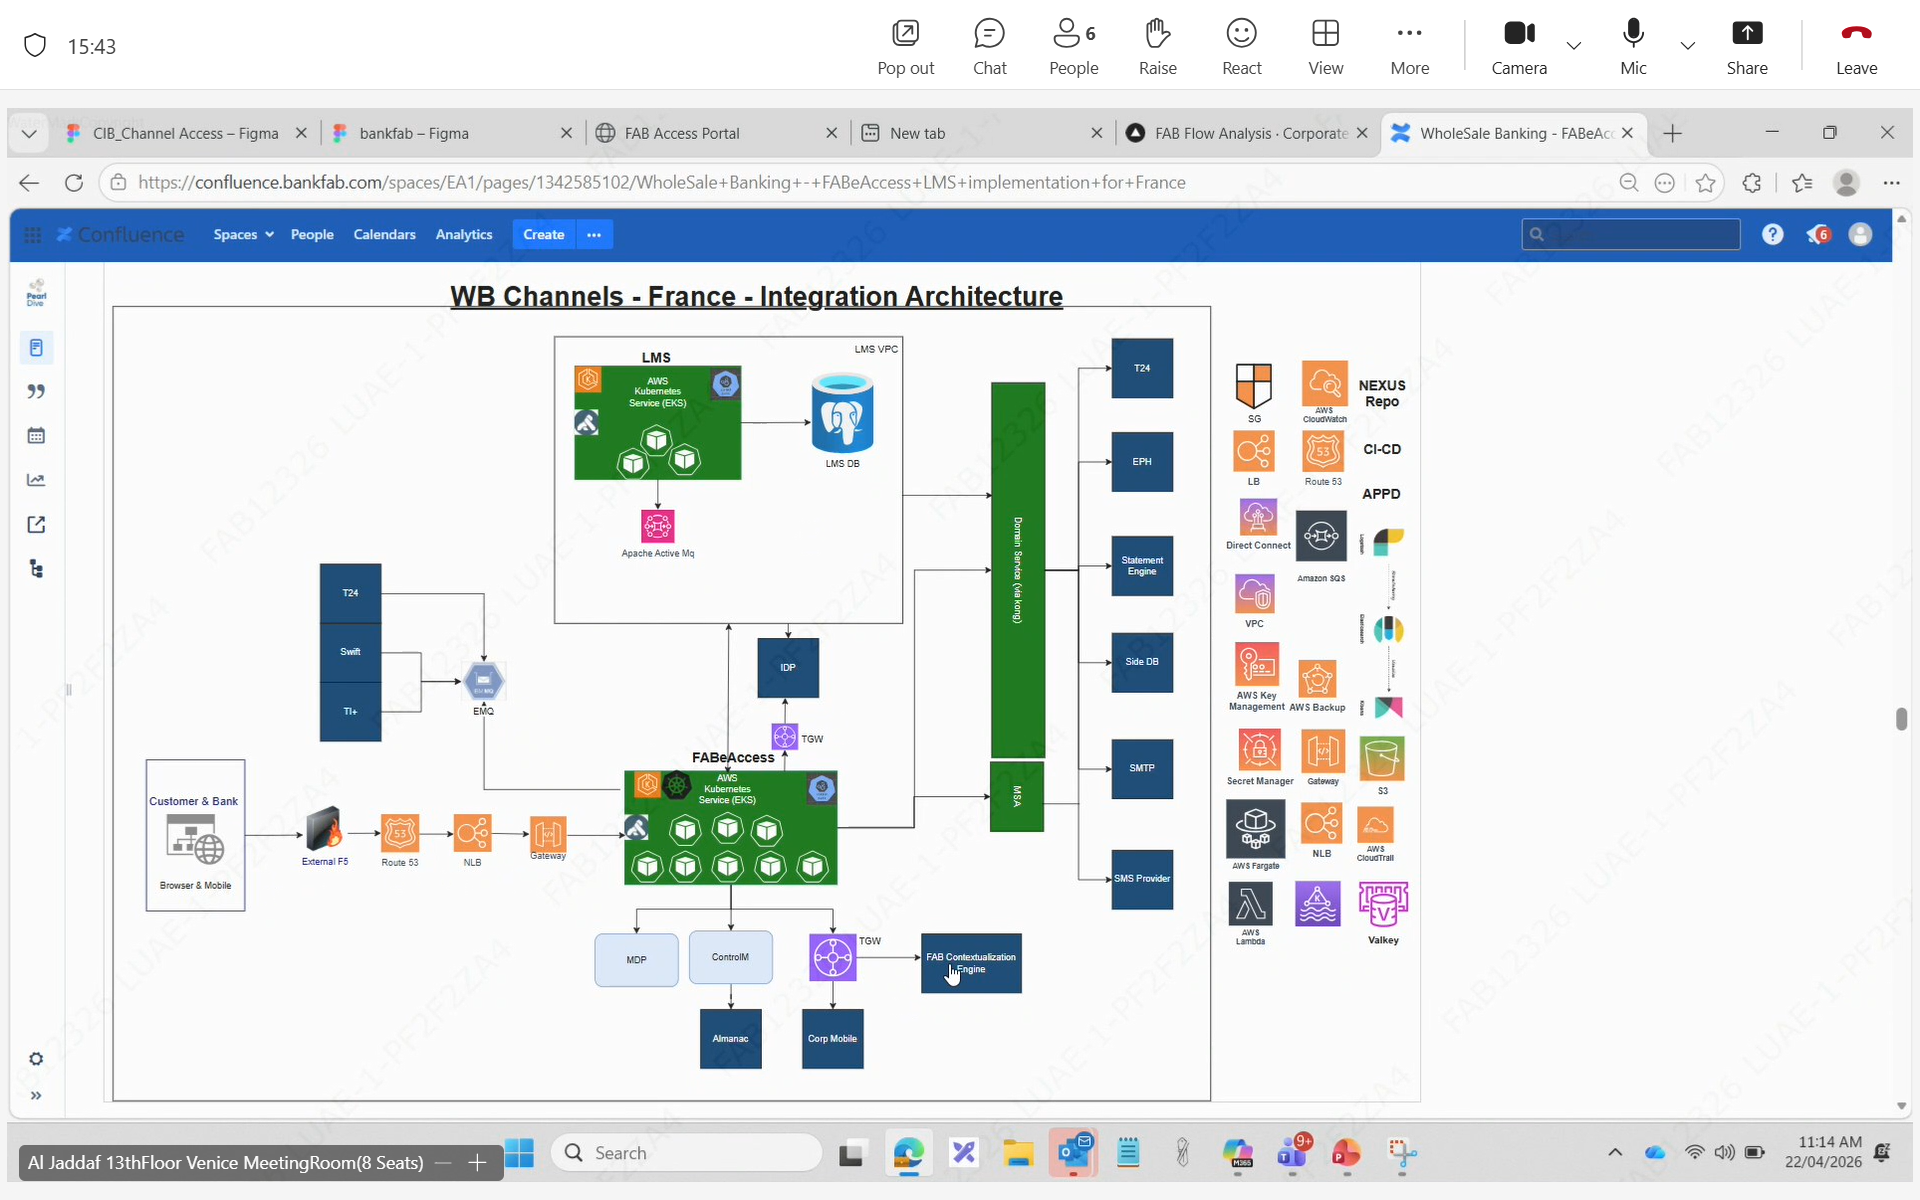 15:43
Pop out
Chat
6
People
Raise
React
View
More
Camera
Mic
Share
Leave
CIB_Channel Access – Figma
bankfab – Figma
FAB Access Portal
New tab
FAB Flow Analysis · Corporate
WholeSale Banking - FABeAcc
https://confluence.bankfab.com/spaces/EA1/pages/1342585102/WholeSale+Banking+-+FABeAccess+LMS+implementation+for+France
Confluence
Spaces
People
Calendars
Analytics
Create
6
Pearl
Dive
WB Channels - France - Integration Architecture
LMS VPC
LMS
AWS
Kubernetes
Service (EKS)
LMS DB
Apache Active Mq
T24
Swift
TI+
EMQ
IDP
TGW
FABeAccess
AWS
Kubernetes
Service (EKS)
Customer & Bank
Browser & Mobile
External F5
53
Route 53
NLB
Gateway
MDP
ControlM
TGW
FAB Contextualization
Engine
Almanac
Corp Mobile
Domain Service (via kong)
MSA
T24
EPH
Statement
Engine
Side DB
SMTP
SMS Provider
SG
AWS
CloudWatch
NEXUS
Repo
LB
53
Route 53
CI-CD
APPD
Direct Connect
Amazon SQS
VPC
AWS Key
Management
AWS Backup
Secret Manager
Gateway
S3
AWS Fargate
NLB
AWS
CloudTrail
AWS
Lambda
Valkey
Al Jaddaf 13thFloor Venice MeetingRoom(8 Seats)
Search
M365
9+
11:14 AM
22/04/2026